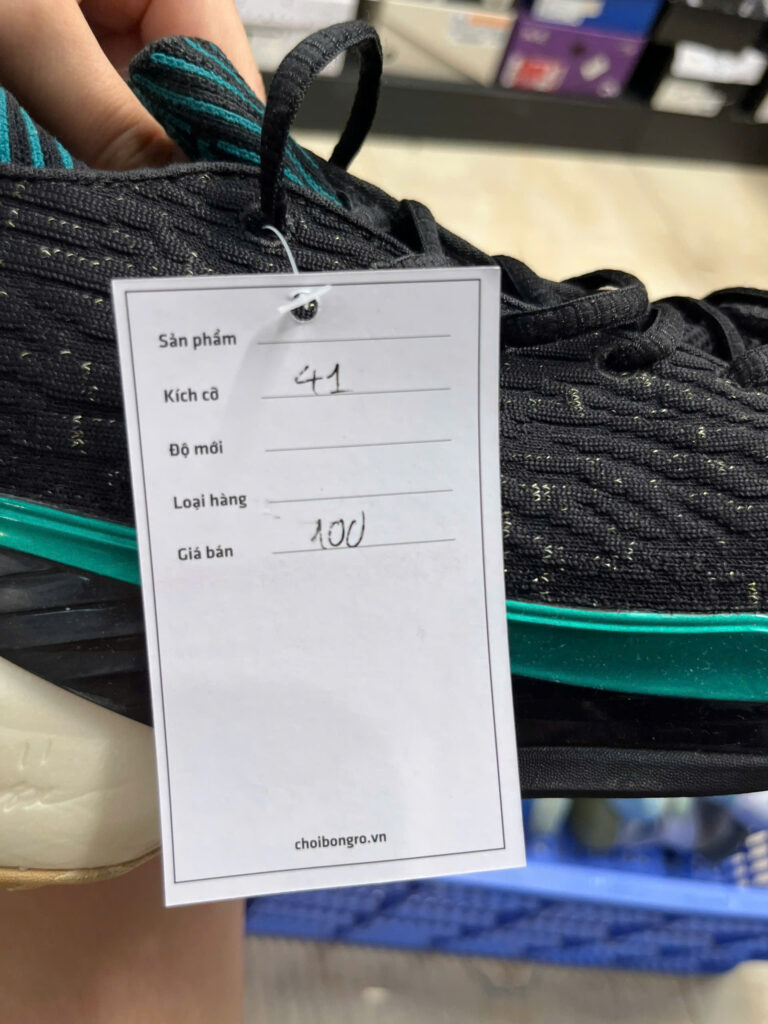 Sản phẩm
Kích cỡ 41
Độ mới
Loại hàng
Giá bán 100
choibongro.vn